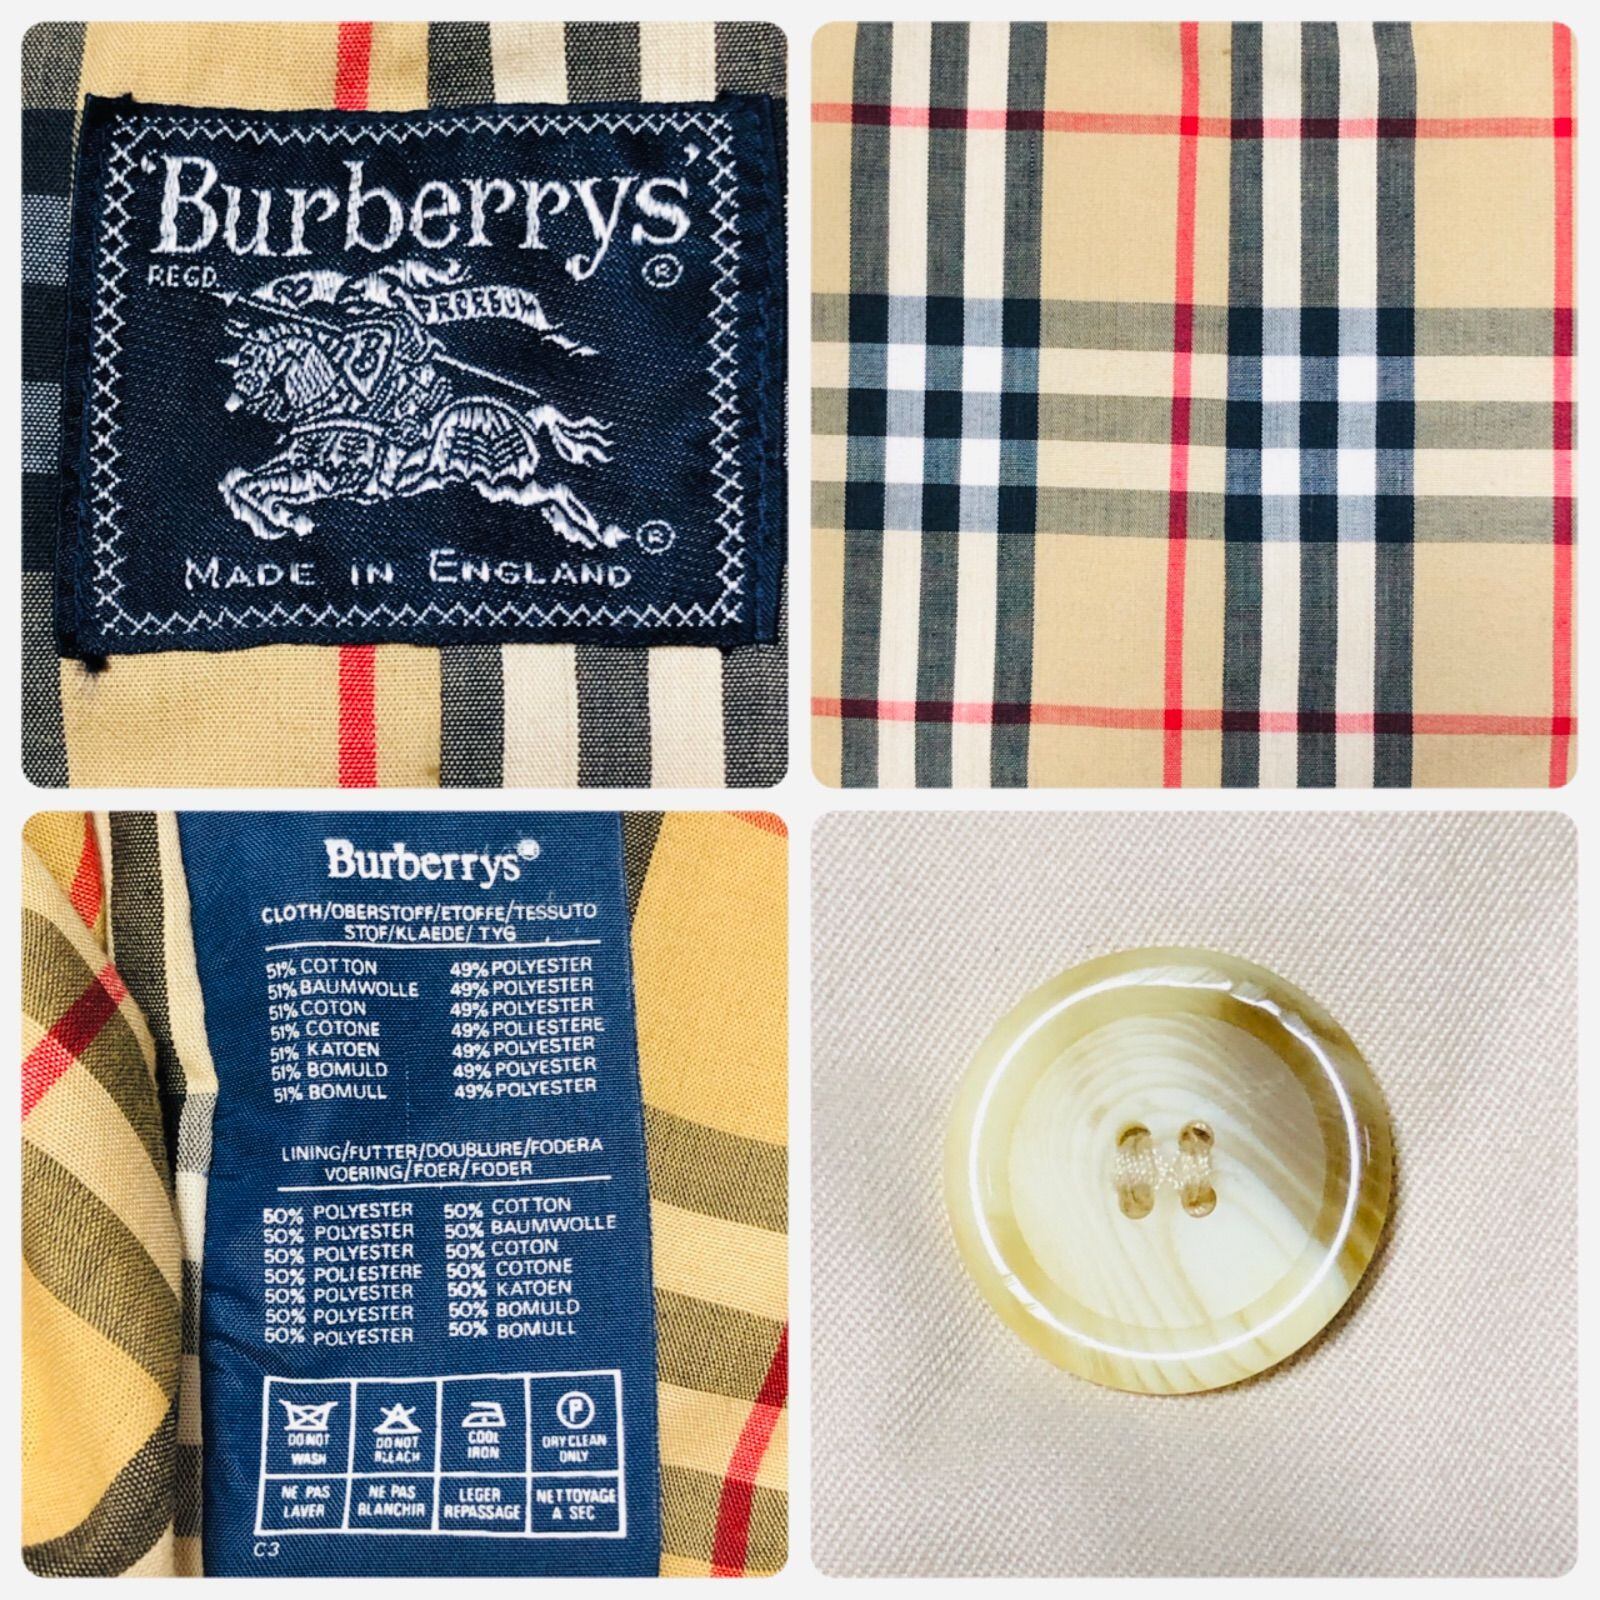 'Burberrys'
REGD. ®
®
MADE IN ENGLAND
Burberrys®
CLOTH/OBERSTOFF/ETOFFE/TESSUTO
STOF/KLAEDE/TYG
51% COTTON 49% POLYESTER
51% BAUMWOLLE 49% POLYESTER
51% COTON 49% POLYESTER
51% COTONE 49% POLIESTERE
51% KATOEN 49% POLYESTER
51% BOMULD 49% POLYESTER
51% BOMULL 49% POLYESTER
LINING/FUTTER/DOUBLURE/FODERA
VOERING/FOER/FODER
50% POLYESTER 50% COTTON
50% POLYESTER 50% BAUMWOLLE
50% POLYESTER 50% COTON
50% POLIESTERE 50% COTONE
50% POLYESTER 50% KATOEN
50% POLYESTER 50% BOMULD
50% POLYESTER 50% BOMULL
P
DO NOT WASH
DO NOT BLEACH
COOL IRON
DRY CLEAN ONLY
NE PAS LAVER
NE PAS BLANCHIR
LEGER REPASSAGE
NETTOYAGE A SEC
C3